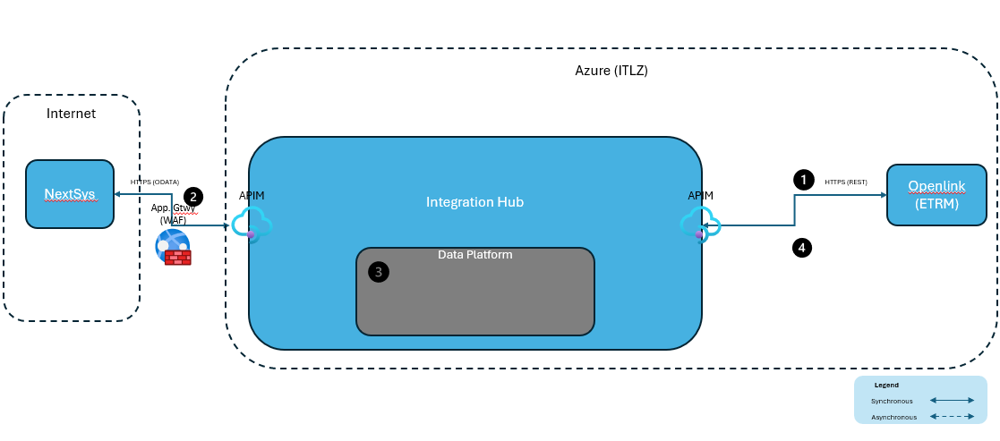 Azure (ITLZ)
Internet
NextSys
HTTPS (ODATA)
2
App. Gtwy
(WAF)
APIM
Integration Hub
Data Platform
3
APIM
1
HTTPS (REST)
Openlink
(ETRM)
4
Legend
Synchronous
Asynchronous